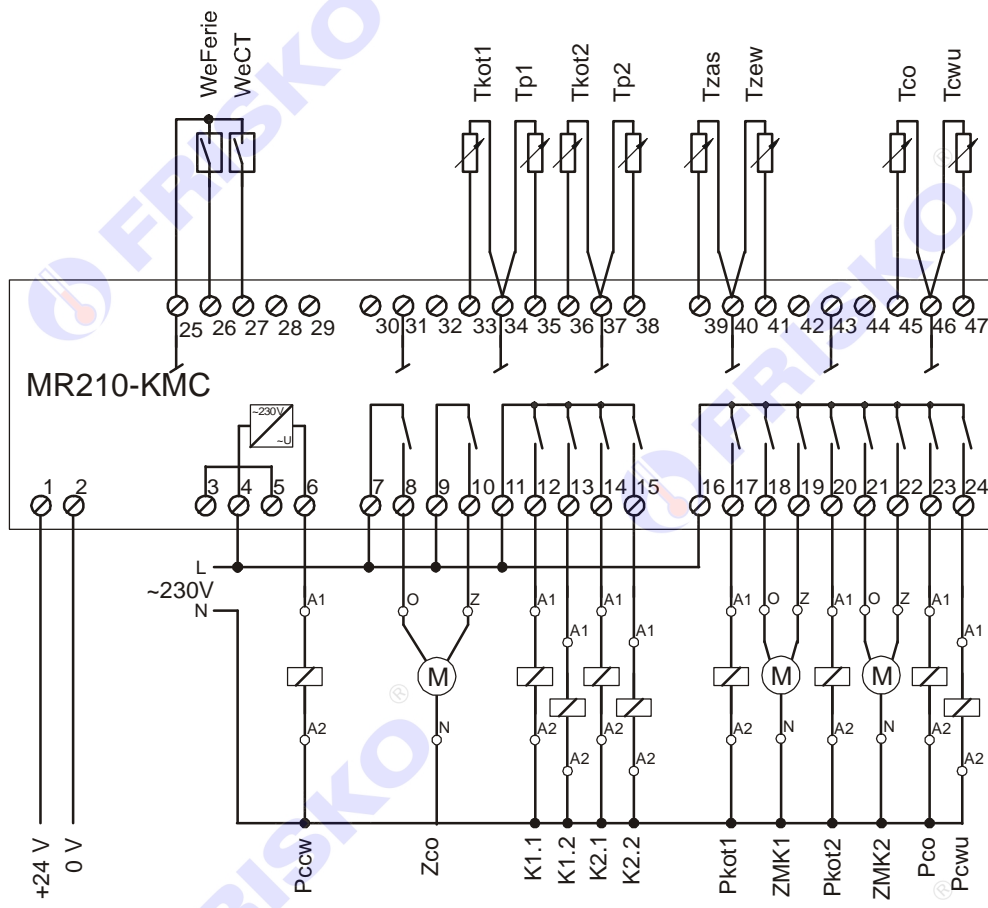 WeFerie WeCT Tkot1 Tp1 Tkot2 Tp2 Tzas Tzew Tco Tcwu
FRISKO
®
FRISKO
25 26 27 28 29 30 31 32 33 34 35 36 37 38 39 40 41 42 43 44 45 46 47
MR210-KMC
~230V
~U
1 2 3 4 5 6 7 8 9 10 11 12 13 14 15 16 17 18 19 20 21 22 23 24
L
~230V
N
A1 O Z A1 A1 A1 O Z A1 O Z A1
A1 A1 A1
M M M
A2 N A2 A2 N A2 N A2
A2 A2 A2
®
FRISKO
+24 V 0 V Pccw Zco K1.1 K1.2 K2.1 K2.2 Pkot1 ZMK1 Pkot2 ZMK2 Pco Pcwu
®